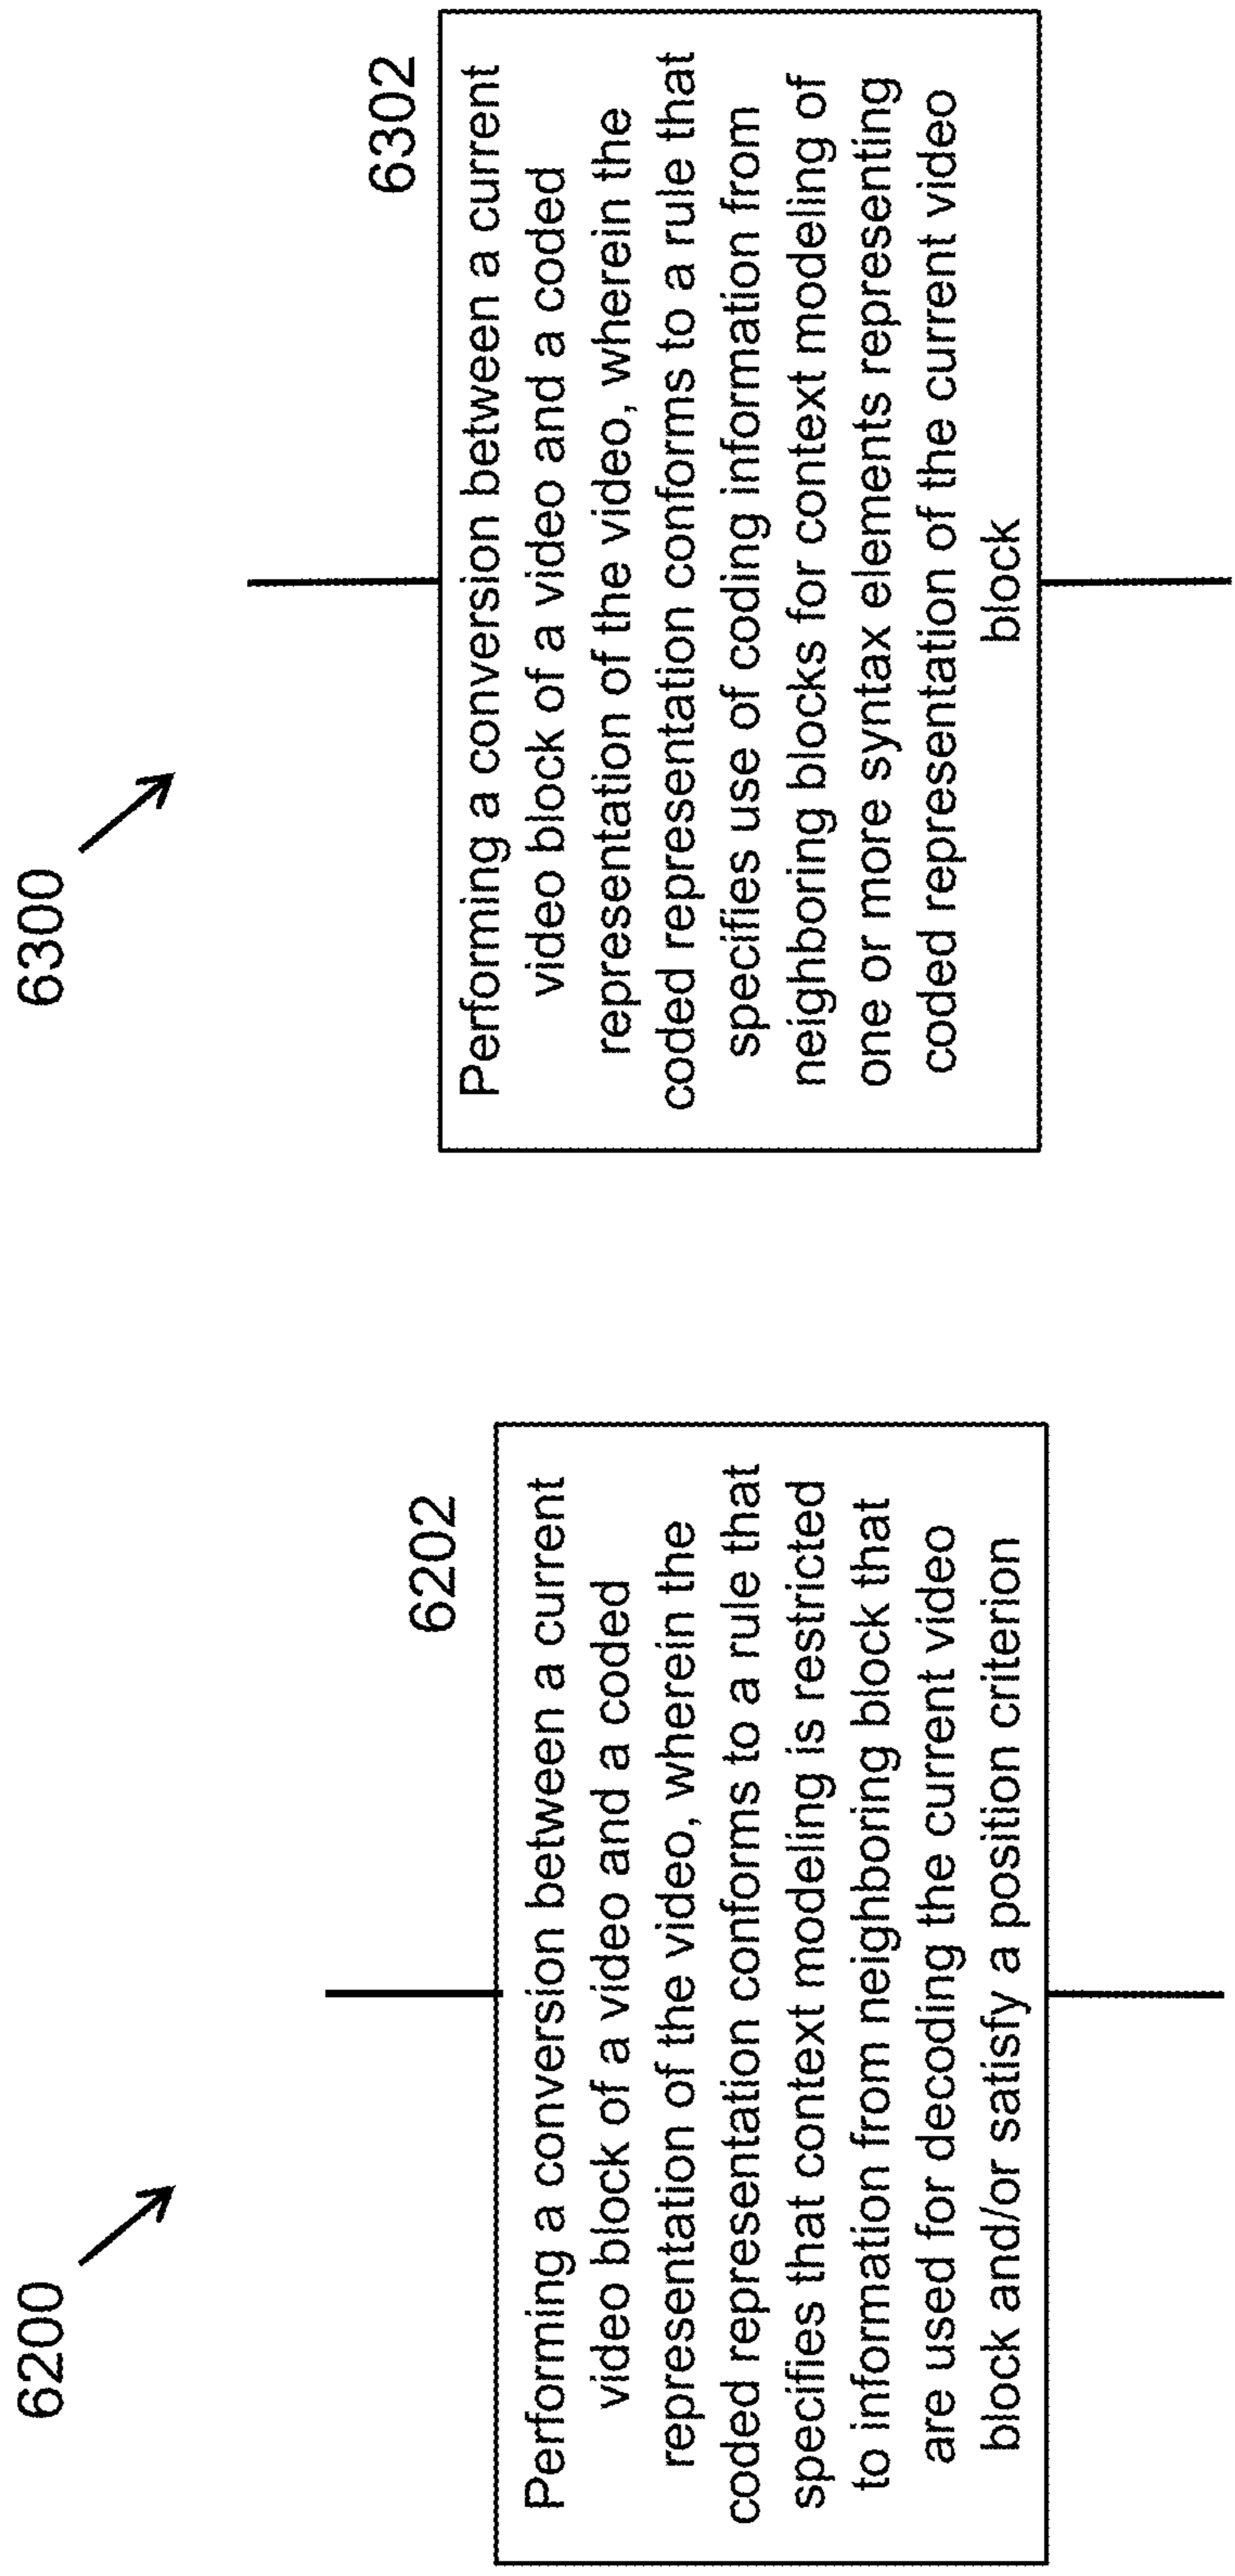 6200
6202
Performing a conversion between a current
video block of a video and a coded
representation of the video, wherein the
coded representation conforms to a rule that
specifies that context modeling is restricted
to information from neighboring block that
are used for decoding the current video
block and/or satisfy a position criterion
6300
6302
Performing a conversion between a current
video block of a video and a coded
representation of the video, wherein the
coded representation conforms to a rule that
specifies use of coding information from
neighboring blocks for context modeling of
one or more syntax elements representing
coded representation of the current video
block